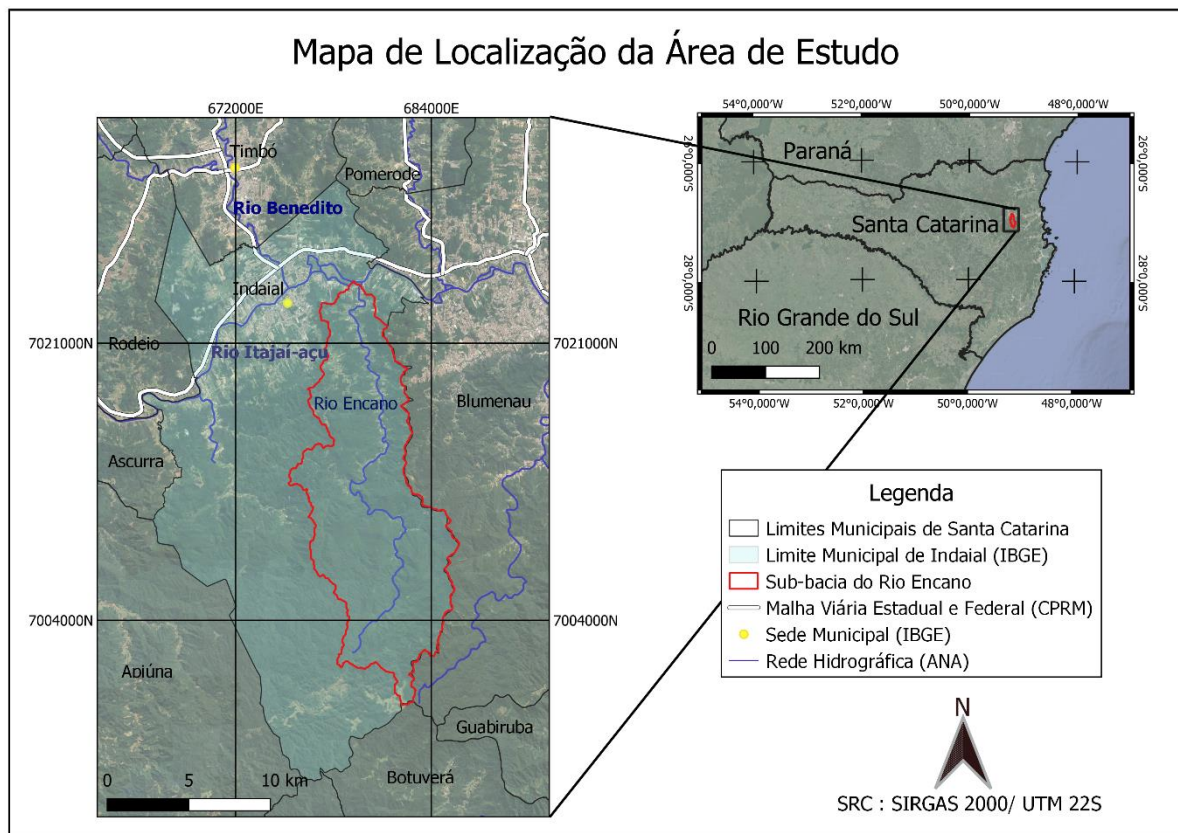 Mapa de Localização da Área de Estudo
672000E
684000E
Timbó
Pomerode
Rio Benedito
Indaial
7021000N
7021000N
Rodeio
Rio Itajaí-açu
Rio Encano
Blumenau
Ascurra
7004000N
7004000N
Apiúna
Guabiruba
Botuverá
0 5 10 km
54°0,000'W 52°0,000'W 50°0,000'W 48°0,000'W
26°0,000'S
26°0,000'S
Paraná
Santa Catarina
28°0,000'S
28°0,000'S
Rio Grande do Sul
0 100 200 km
54°0,000'W 52°0,000'W 50°0,000'W 48°0,000'W
Legenda
Limites Municipais de Santa Catarina
Limite Municipal de Indaial (IBGE)
Sub-bacia do Rio Encano
Malha Viária Estadual e Federal (CPRM)
Sede Municipal (IBGE)
Rede Hidrográfica (ANA)
N
SRC : SIRGAS 2000/ UTM 22S